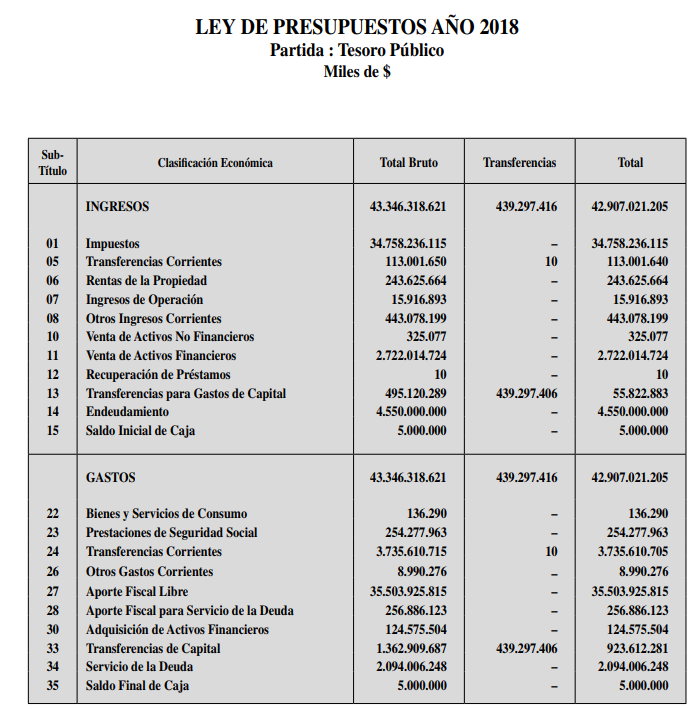 LEY DE PRESUPUESTOS AÑO 2018
Partida : Tesoro Público
Miles de $
Sub-Título Clasificación Económica Total Bruto Transferencias Total
INGRESOS 43.346.318.621 439.297.416 42.907.021.205
01 Impuestos 34.758.236.115 – 34.758.236.115
05 Transferencias Corrientes 113.001.650 10 113.001.640
06 Rentas de la Propiedad 243.625.664 – 243.625.664
07 Ingresos de Operación 15.916.893 – 15.916.893
08 Otros Ingresos Corrientes 443.078.199 – 443.078.199
10 Venta de Activos No Financieros 325.077 – 325.077
11 Venta de Activos Financieros 2.722.014.724 – 2.722.014.724
12 Recuperación de Préstamos 10 – 10
13 Transferencias para Gastos de Capital 495.120.289 439.297.406 55.822.883
14 Endeudamiento 4.550.000.000 – 4.550.000.000
15 Saldo Inicial de Caja 5.000.000 – 5.000.000
GASTOS 43.346.318.621 439.297.416 42.907.021.205
22 Bienes y Servicios de Consumo 136.290 – 136.290
23 Prestaciones de Seguridad Social 254.277.963 – 254.277.963
24 Transferencias Corrientes 3.735.610.715 10 3.735.610.705
26 Otros Gastos Corrientes 8.990.276 – 8.990.276
27 Aporte Fiscal Libre 35.503.925.815 – 35.503.925.815
28 Aporte Fiscal para Servicio de la Deuda 256.886.123 – 256.886.123
30 Adquisición de Activos Financieros 124.575.504 – 124.575.504
33 Transferencias de Capital 1.362.909.687 439.297.406 923.612.281
34 Servicio de la Deuda 2.094.006.248 – 2.094.006.248
35 Saldo Final de Caja 5.000.000 – 5.000.000